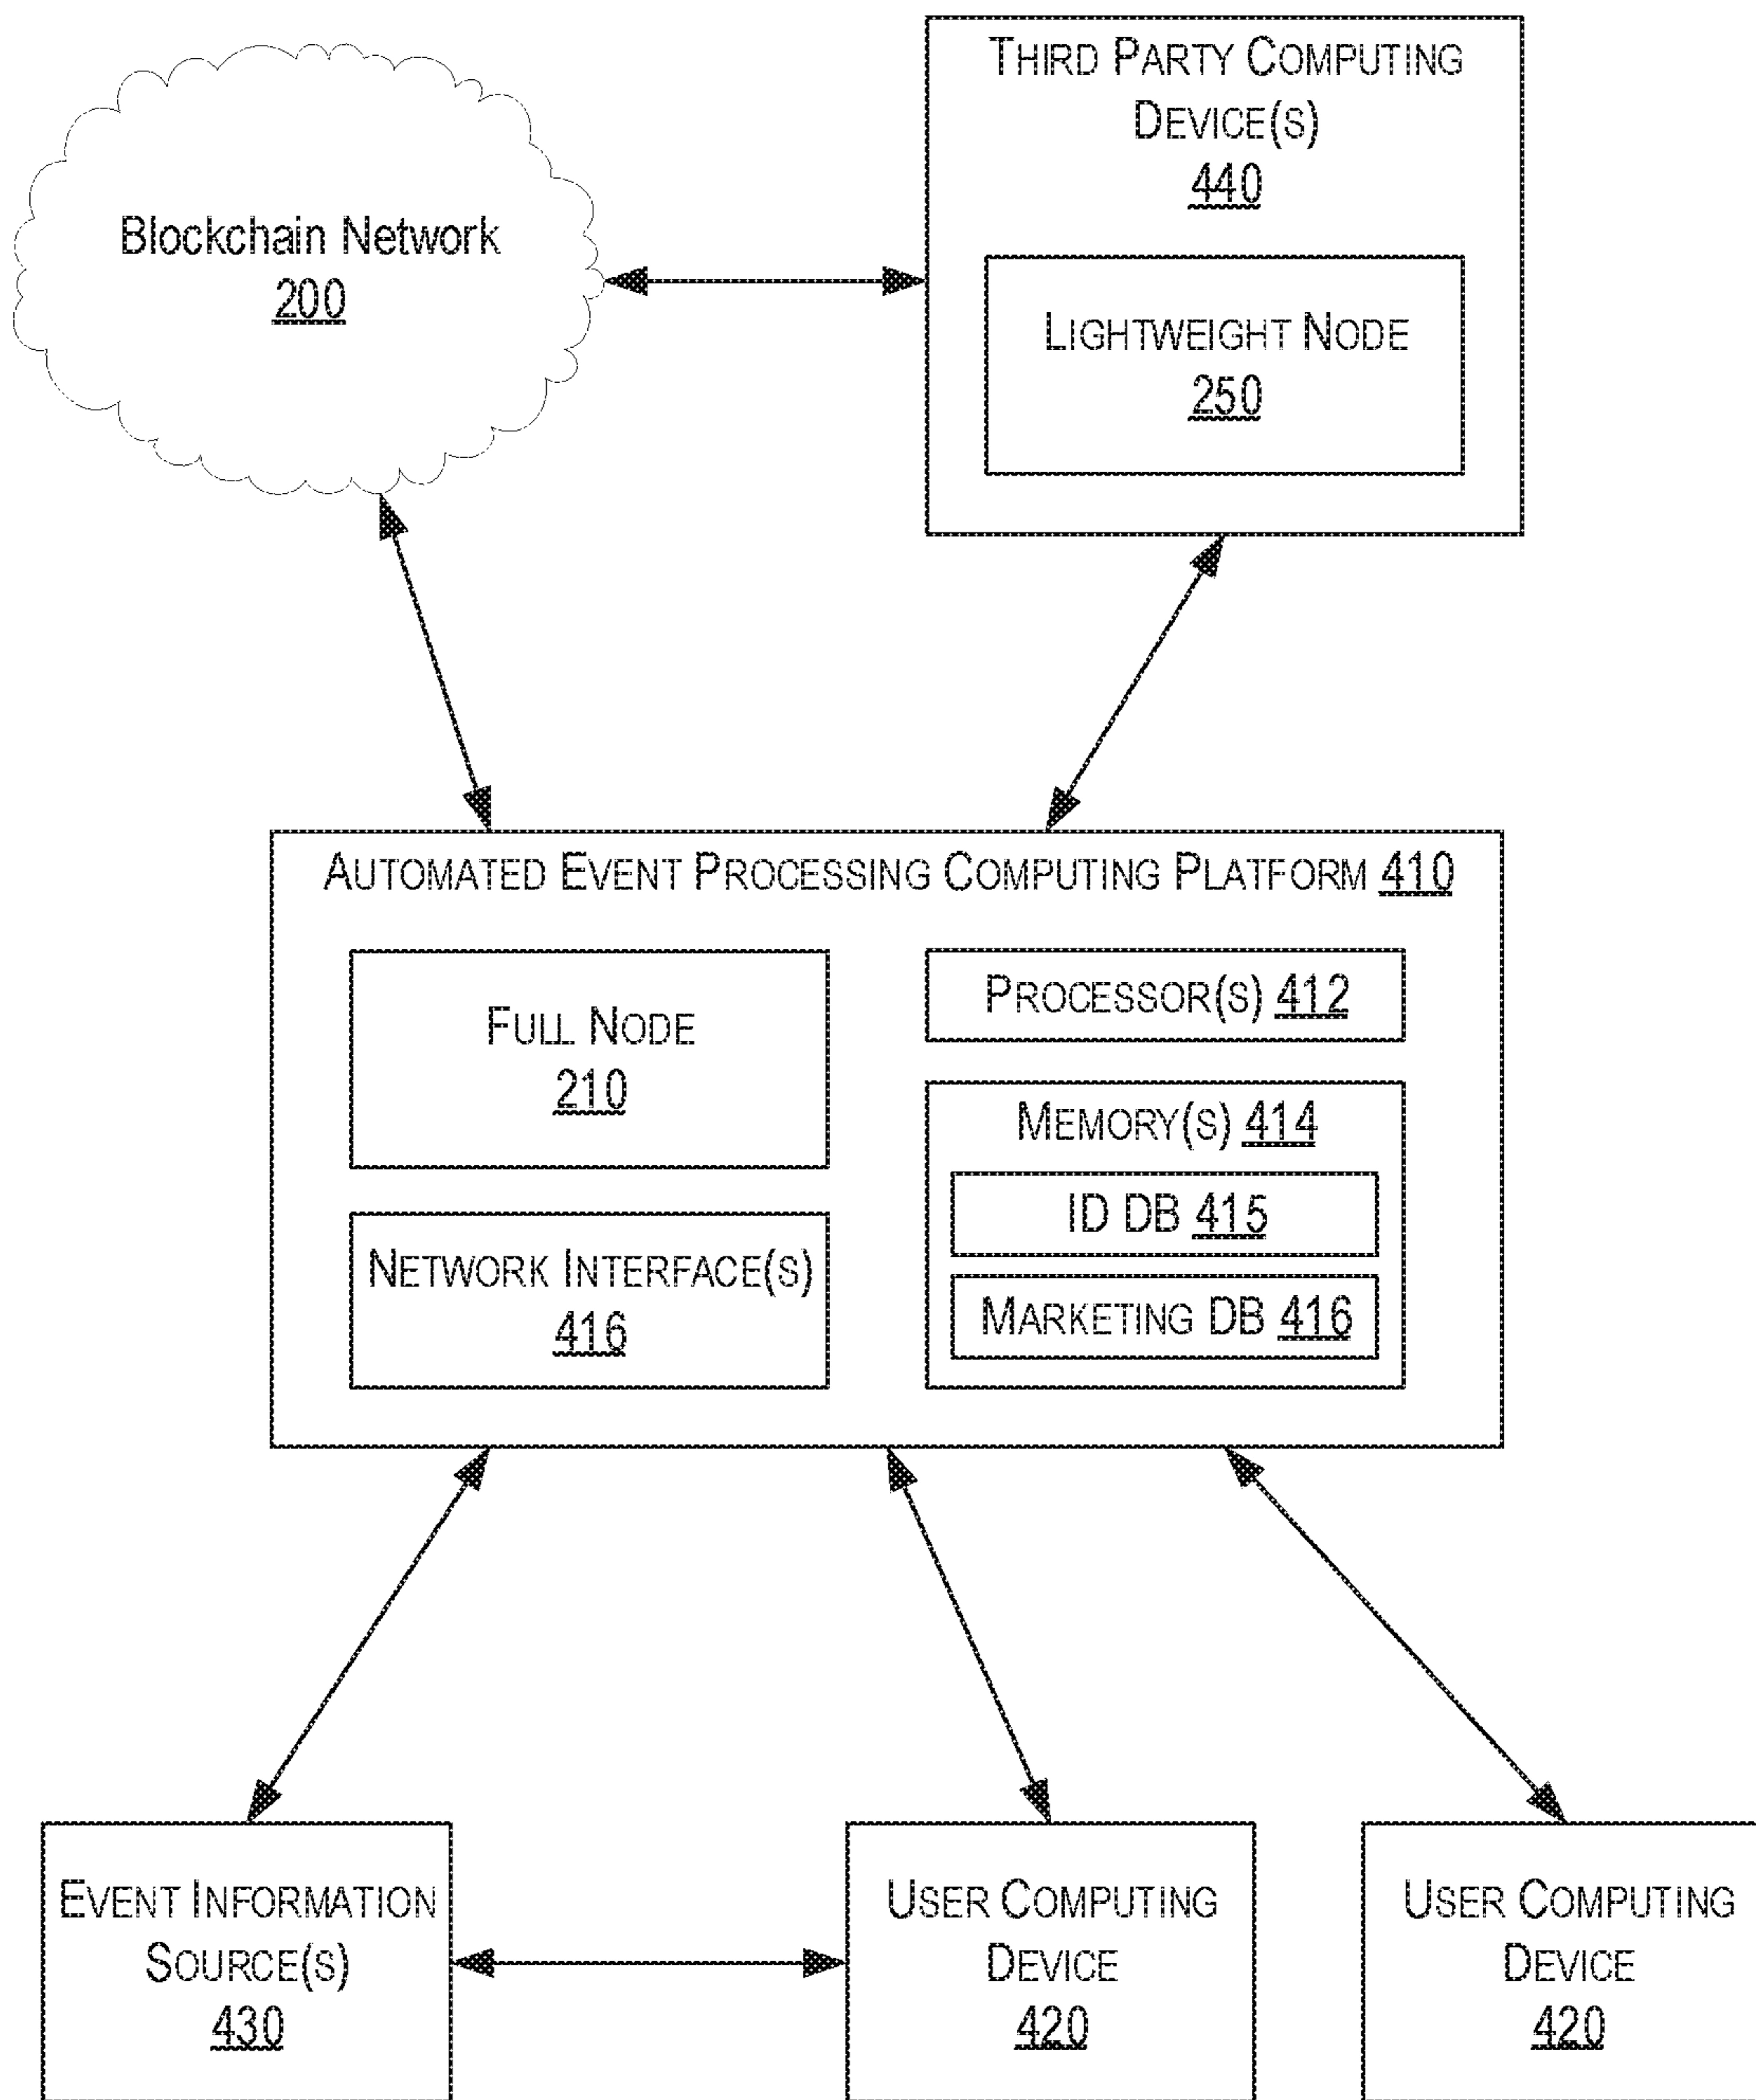 Blockchain Network
200
THIRD PARTY COMPUTING
DEVICE(S)
440
LIGHTWEIGHT NODE
250
AUTOMATED EVENT PROCESSING COMPUTING PLATFORM 410
FULL NODE
210
PROCESSOR(S) 412
MEMORY(S) 414
ID DB 415
MARKETING DB 416
NETWORK INTERFACE(S)
416
EVENT INFORMATION
SOURCE(S)
430
USER COMPUTING
DEVICE
420
USER COMPUTING
DEVICE
420